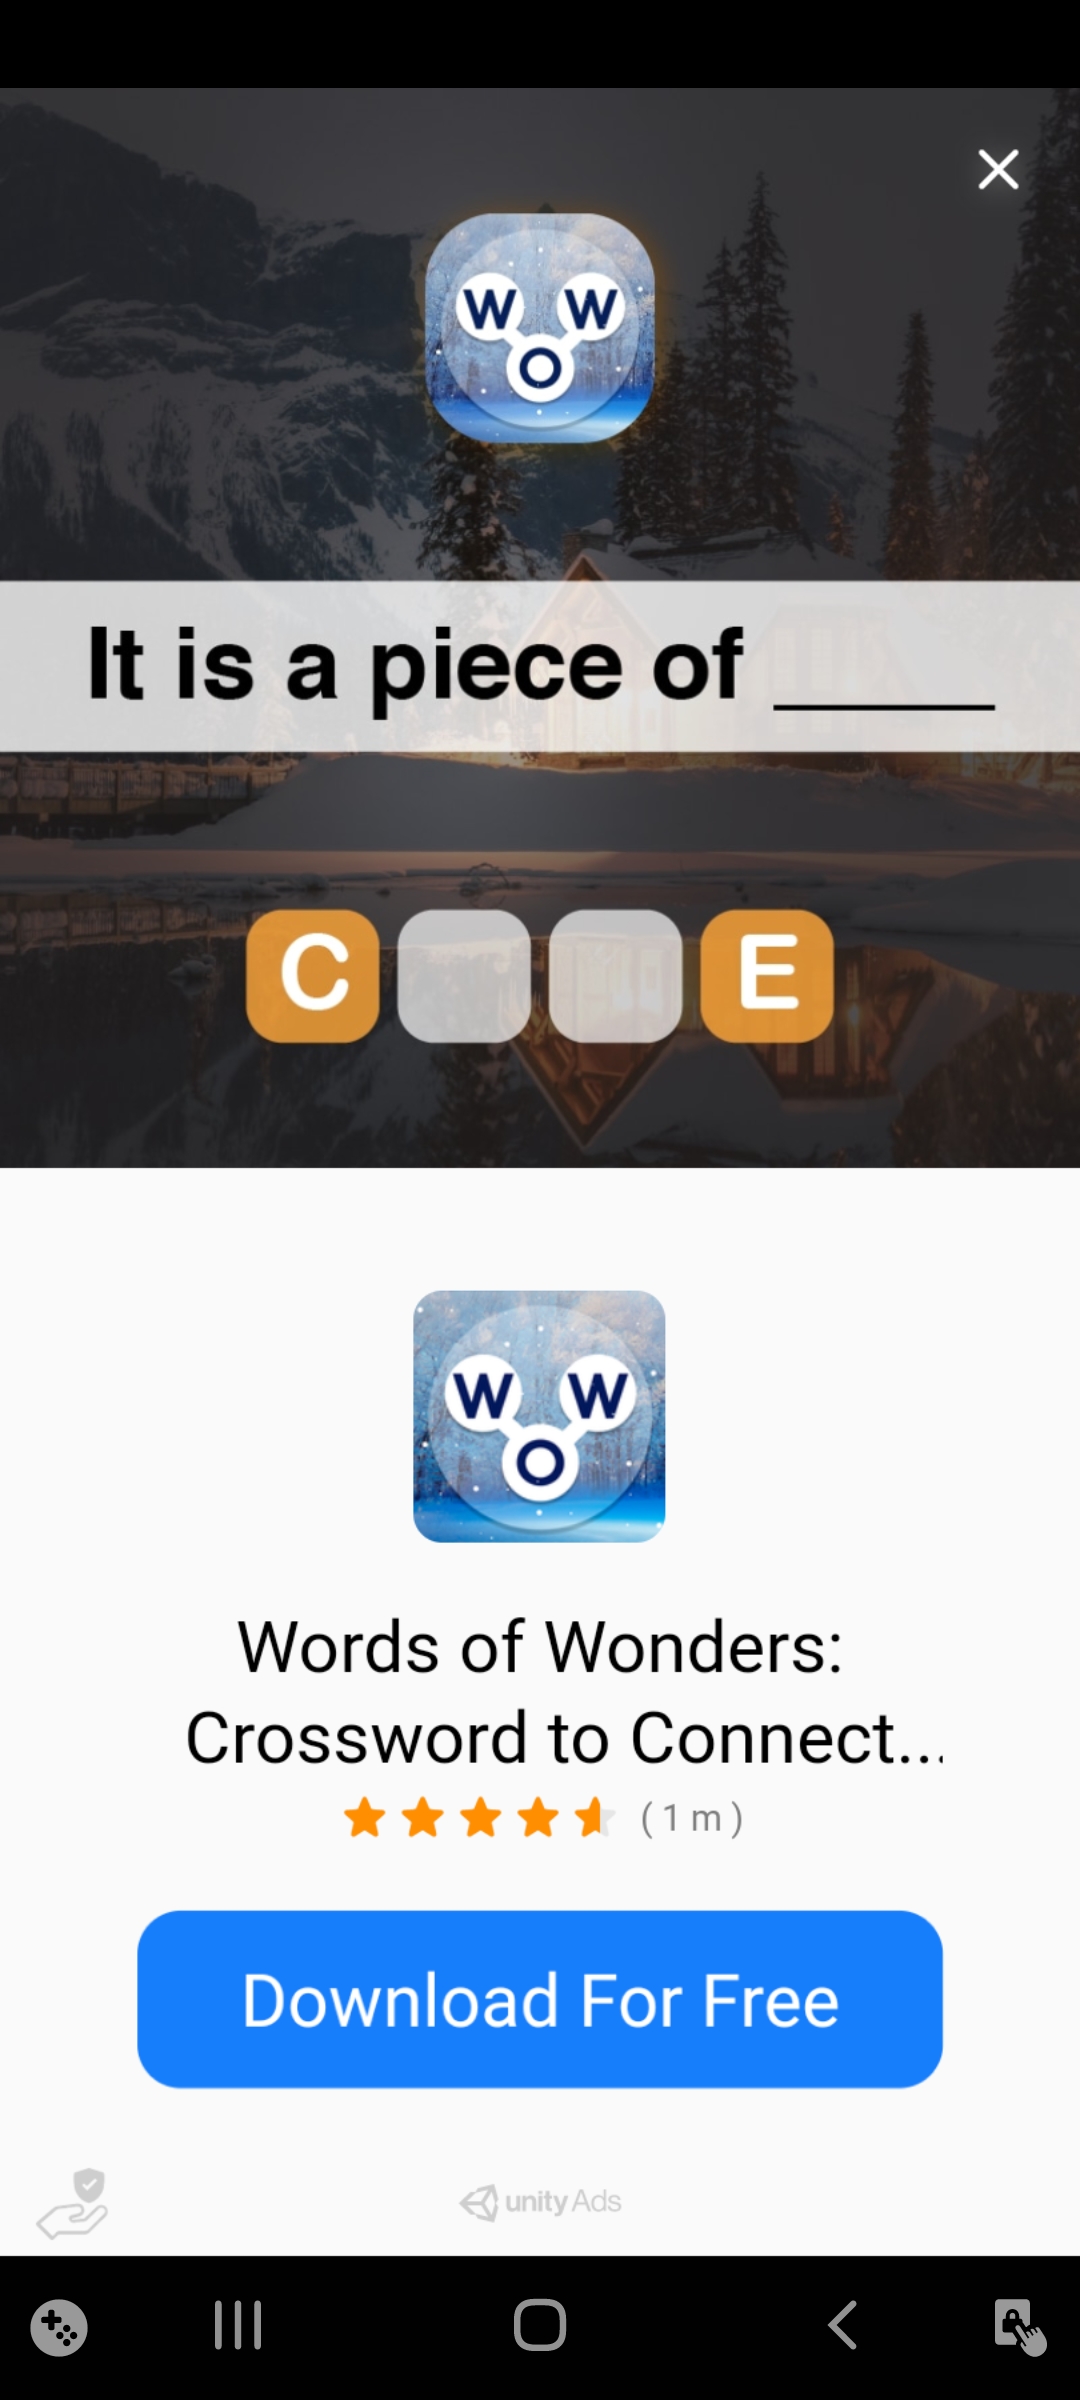 W W
O
It is a piece of _____
C E
W W
O
Words of Wonders:
Crossword to Connect...
( 1 m )
Download For Free
unity Ads